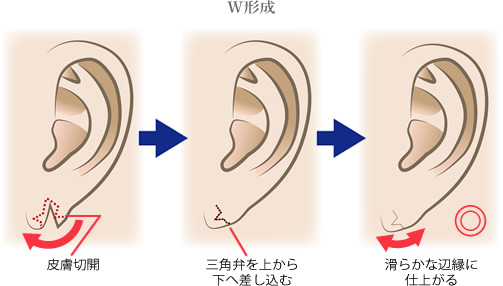 W形成
皮膚切開
三角弁を上から
下へ差し込む
滑らかな辺縁に
仕上がる